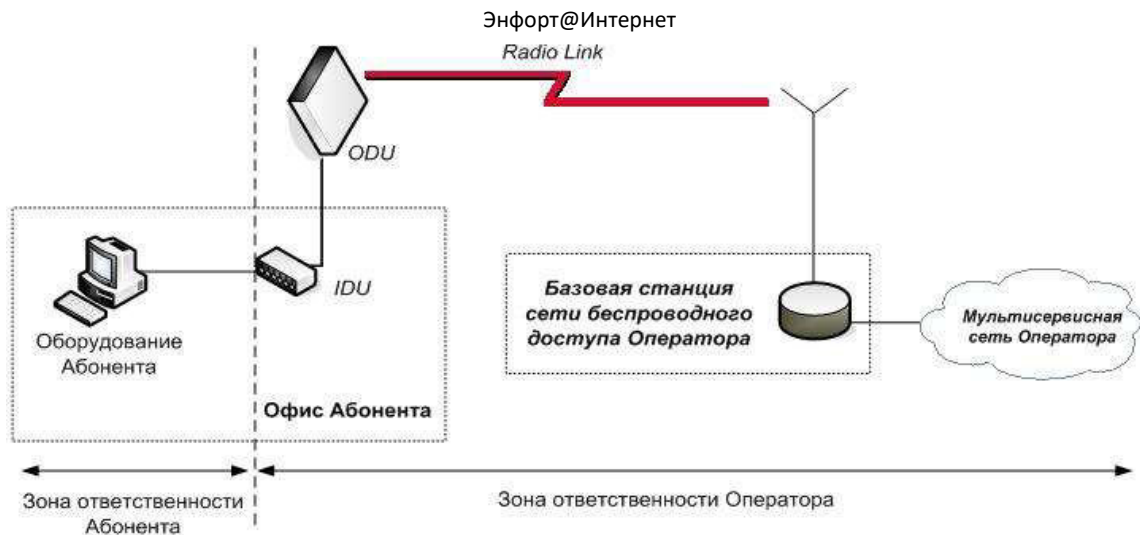 Энфорт@Интернет
Radio Link
ODU
IDU
Оборудование
Абонента
Офис Абонента
Базовая станция
сети беспроводного
доступа Оператора
Мультисервисная
сеть Оператора
Зона ответственности
Абонента
Зона ответственности Оператора